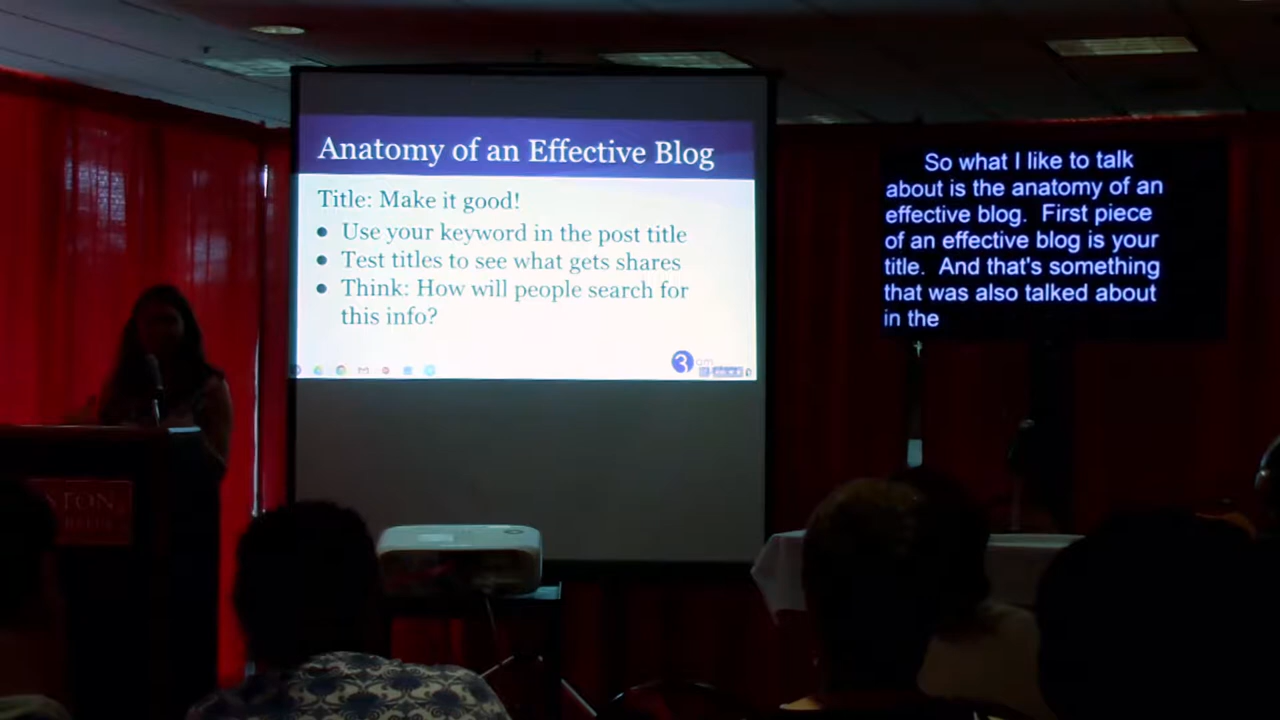 Anatomy of an Effective Blog
Title: Make it good!
● Use your keyword in the post title
● Test titles to see what gets shares
● Think: How will people search for
this info?
3 am
So what I like to talk
about is the anatomy of an
effective blog. First piece
of an effective blog is your
title. And that's something
that was also talked about
in the